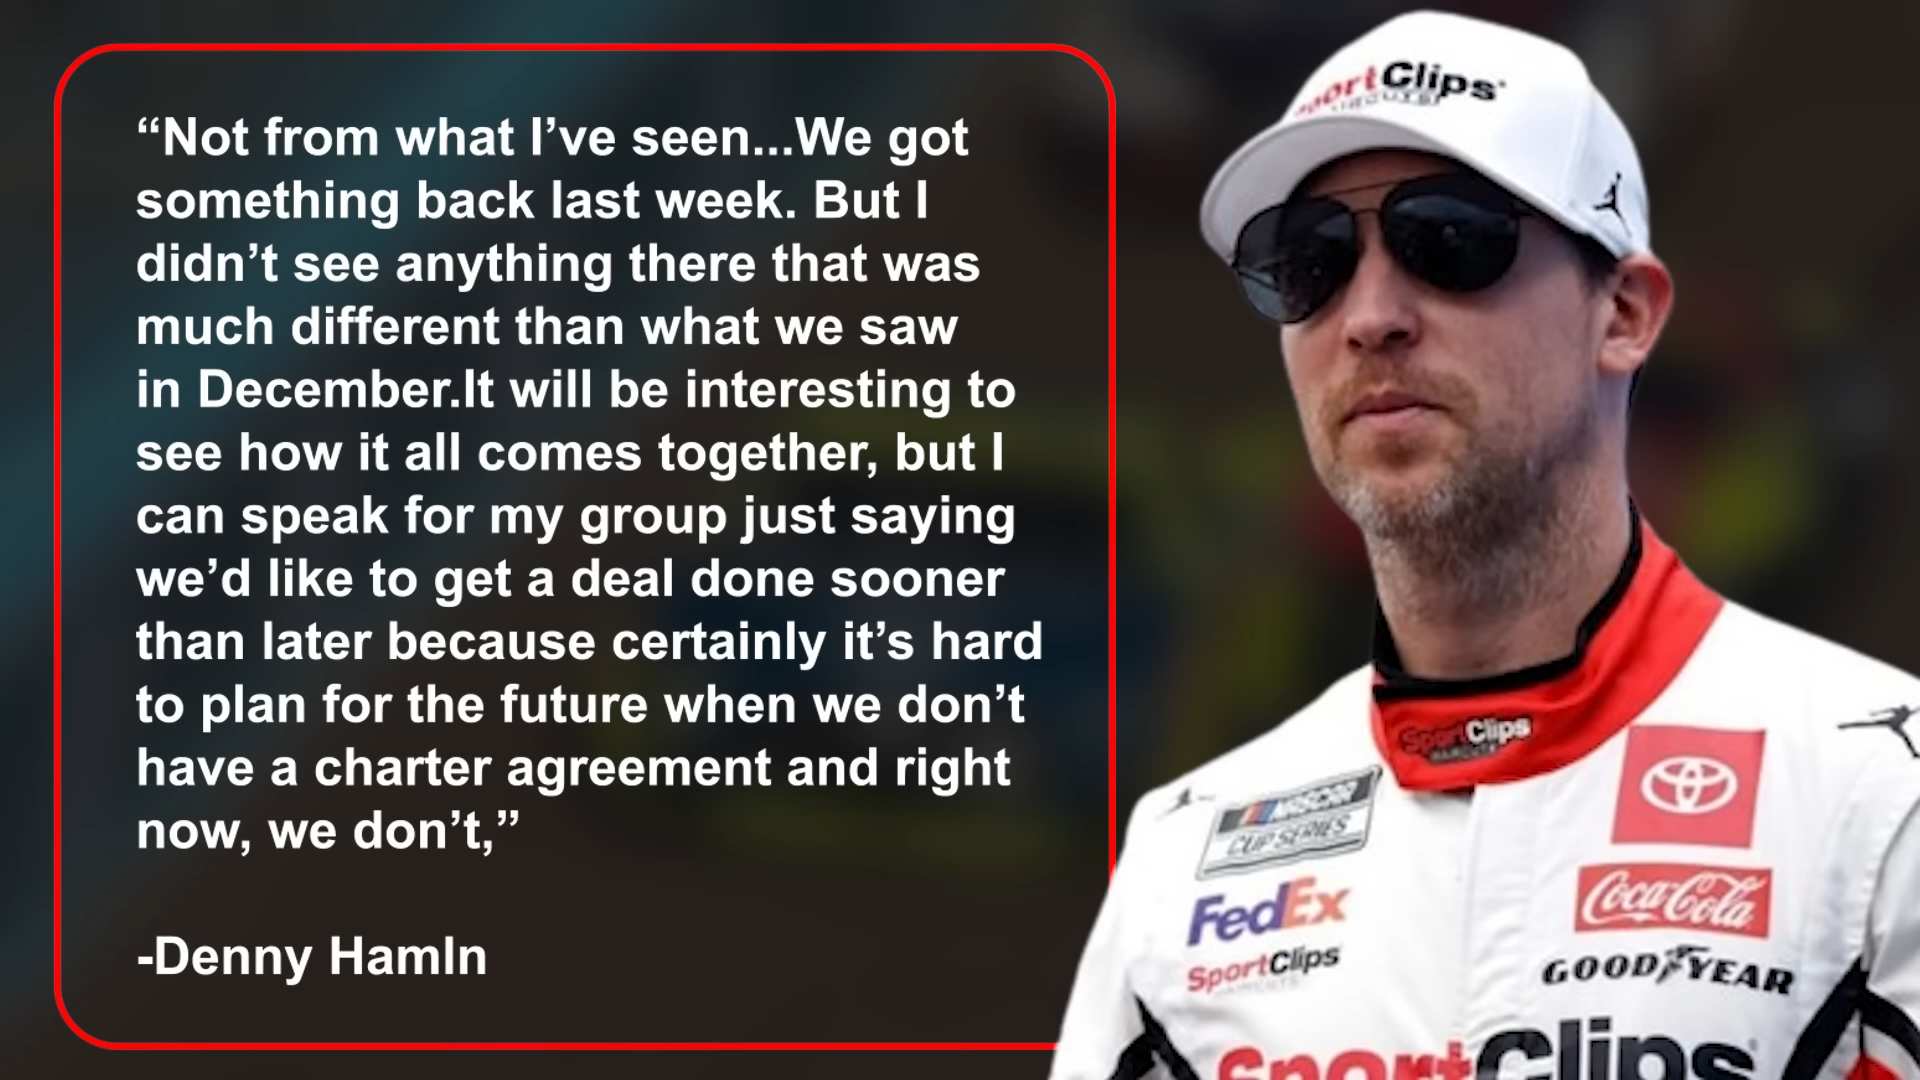 “Not from what I’ve seen...We got
something back last week. But I
didn’t see anything there that was
much different than what we saw
in December.It will be interesting to
see how it all comes together, but I
can speak for my group just saying
we’d like to get a deal done sooner
than later because certainly it’s hard
to plan for the future when we don’t
have a charter agreement and right
now, we don’t,”
-Denny Hamln
SportClips
SportClips
NASCAR
CUP SERIES
FedEx
SportClips
HAIRCUTS
Coca-Cola
GOODYEAR
SportClips